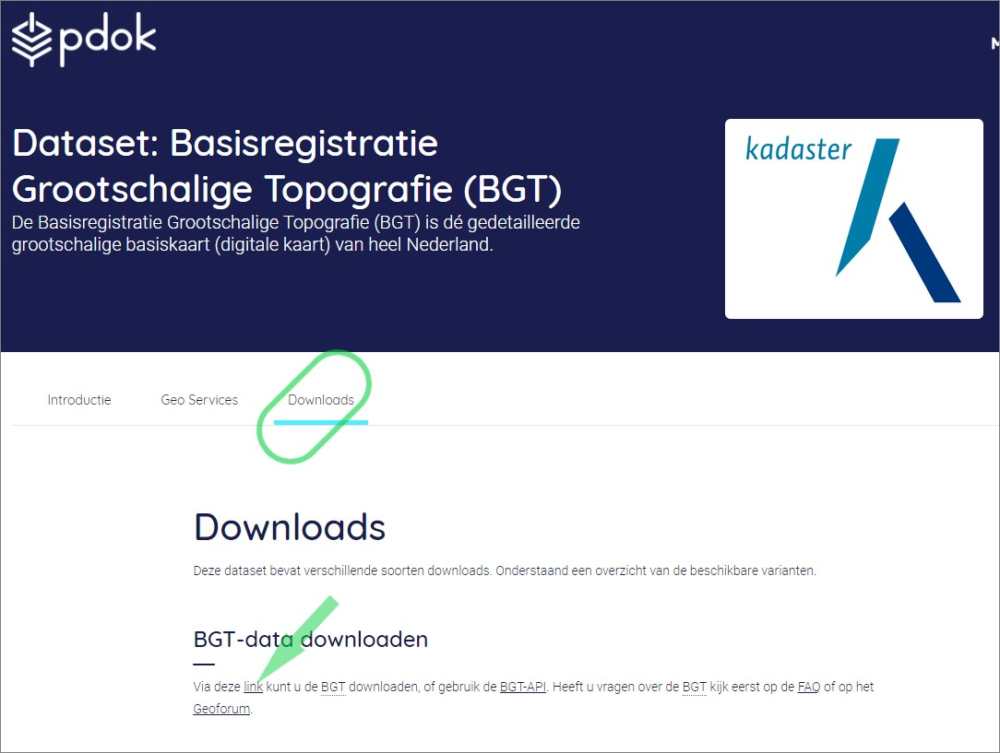 pdok
Dataset: Basisregistratie
Grootschalige Topografie (BGT)
De Basisregistratie Grootschalige Topografie (BGT) is dé gedetailleerde
grootschalige basiskaart (digitale kaart) van heel Nederland.
kadaster
Introductie
Geo Services
Downloads
Downloads
Deze dataset bevat verschillende soorten downloads. Onderstaand een overzicht van de beschikbare varianten.
BGT-data downloaden
Via deze link kunt u de BGT downloaden, of gebruik de BGT-API. Heeft u vragen over de BGT kijk eerst op de FAQ of op het
Geoforum.